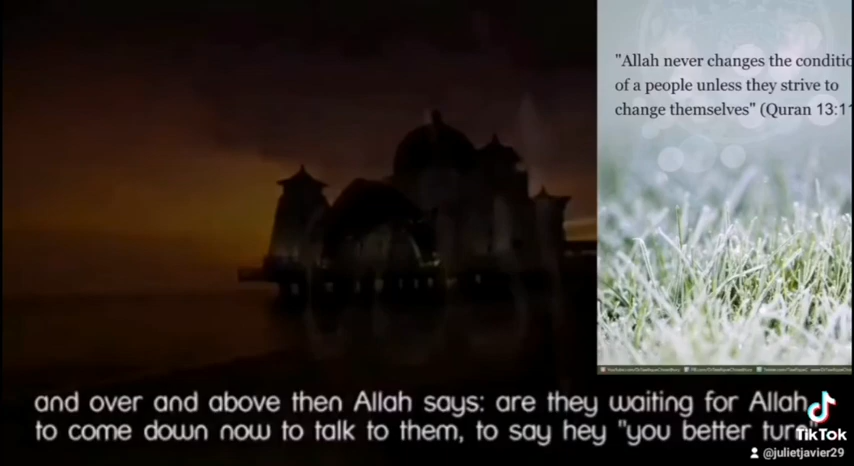 "Allah never changes the conditic
of a people unless they strive to
change themselves" (Quran 13:11
and over and above then Allah says: are they waiting for Allah
to come down now to talk to them, to say hey "you better turn"
TikTok
@julietjavier29